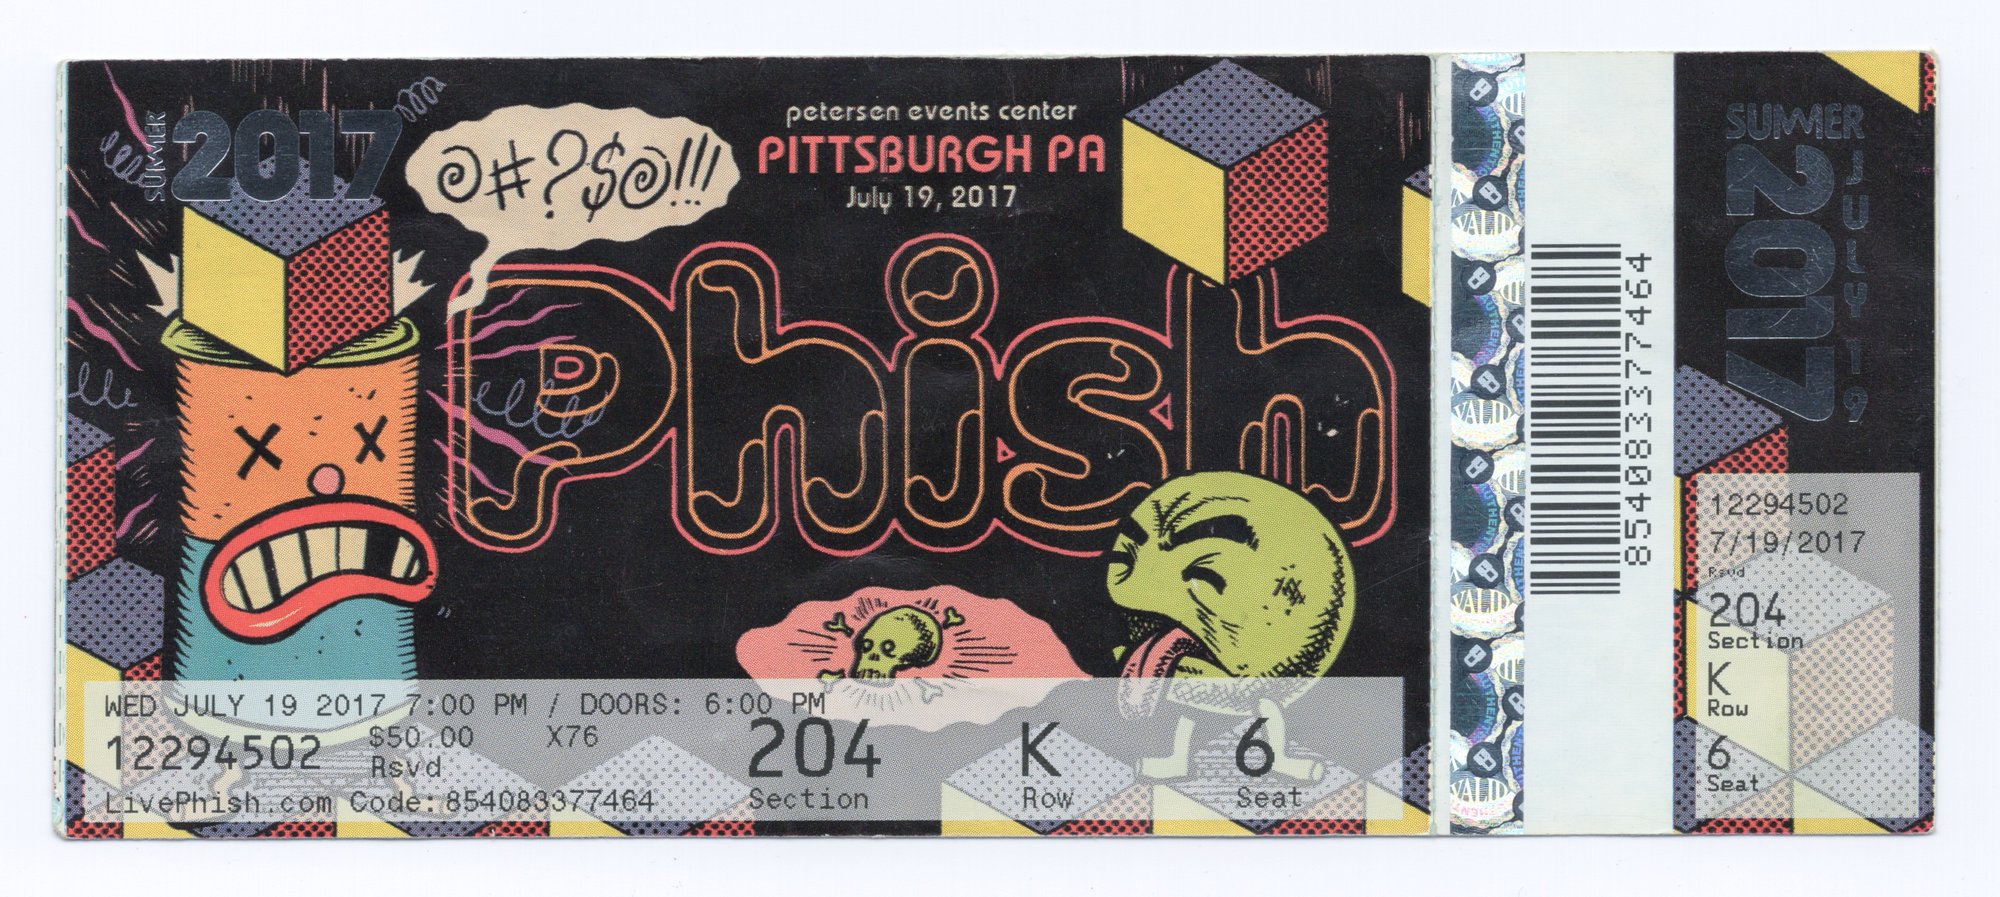 SUMMER 2017
@#?$@!!!
petersen events center
PITTSBURGH PA
July 19, 2017
Phish
WED JULY 19 2017 7:00 PM / DOORS: 6:00 PM
12294502 $50.00 X76
Rsvd
204 K 6
Section Row Seat
LivePhish.com Code: 854083377464
VALID
AUTHENTIC
854083377464
SUMMER
2017
JULY 19
12294502
7/19/2017
Rsvd
204
Section
K
Row
6
Seat